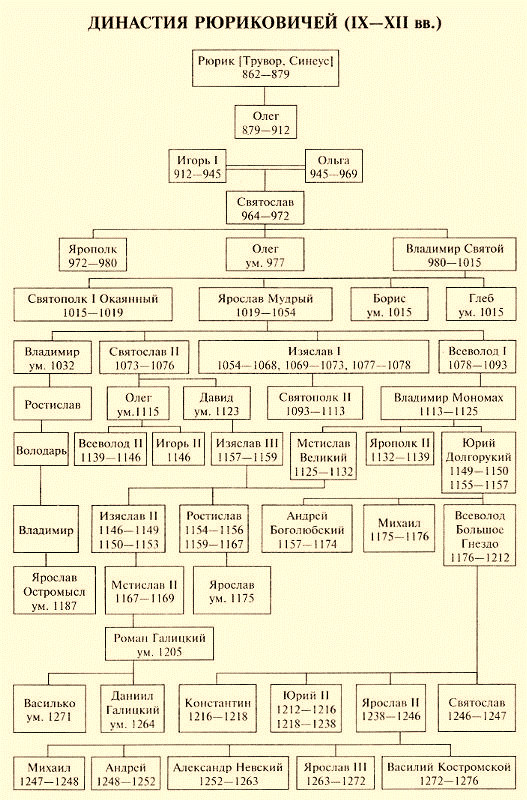 ДИНАСТИЯ РЮРИКОВИЧЕЙ (IX—XII вв.)
Рюрик [Трувор, Синеус]
862—879
Олег
879—912
Игорь I
912—945
Ольга
945—969
Святослав
964—972
Ярополк
972—980
Олег
ум. 977
Владимир Святой
980—1015
Святополк I Окаянный
1015—1019
Ярослав Мудрый
1019—1054
Борис
ум. 1015
Глеб
ум. 1015
Владимир
ум. 1032
Святослав II
1073—1076
Изяслав I
1054—1068, 1069—1073, 1077—1078
Всеволод I
1078—1093
Ростислав
Олег
ум.1115
Давид
ум. 1123
Святополк II
1093—1113
Владимир Мономах
1113—1125
Володарь
Всеволод II
1139—1146
Игорь II
1146
Изяслав III
1157—1159
Мстислав
Великий
1125—1132
Ярополк II
1132—1139
Юрий
Долгорукий
1149—1150
1155—1157
Владимир
Изяслав II
1146—1149
1150—1153
Ростислав
1154—1156
1159—1167
Андрей
Боголюбский
1157—1174
Михаил
1175—1176
Всеволод
Большое
Гнездо
1176—1212
Ярослав
Остромысл
ум. 1187
Мстислав II
1167—1169
Ярослав
ум. 1175
Роман Галицкий
ум. 1205
Василько
ум. 1271
Даниил
Галицкий
ум. 1264
Константин
1216—1218
Юрий II
1212—1216
1218—1238
Ярослав II
1238—1246
Святослав
1246—1247
Михаил
1247—1248
Андрей
1248—1252
Александр Невский
1252—1263
Ярослав III
1263—1272
Василий Костромской
1272—1276